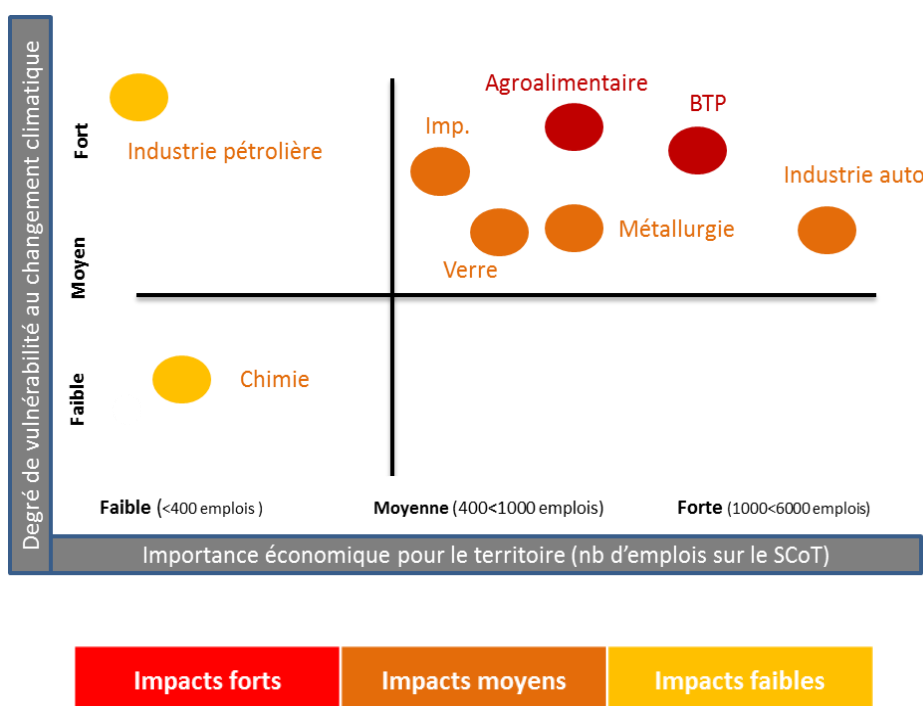 Degré de vulnérabilité au changement climatique
Fort
Moyen
Faible
Agroalimentaire
BTP
Imp.
Industrie pétrolière
Industrie auto
Métallurgie
Verre
Chimie
Faible (<400 emplois )
Moyenne (400<1000 emplois)
Forte (1000<6000 emplois)
Importance économique pour le territoire (nb d'emplois sur le SCoT)
Impacts forts
Impacts moyens
Impacts faibles